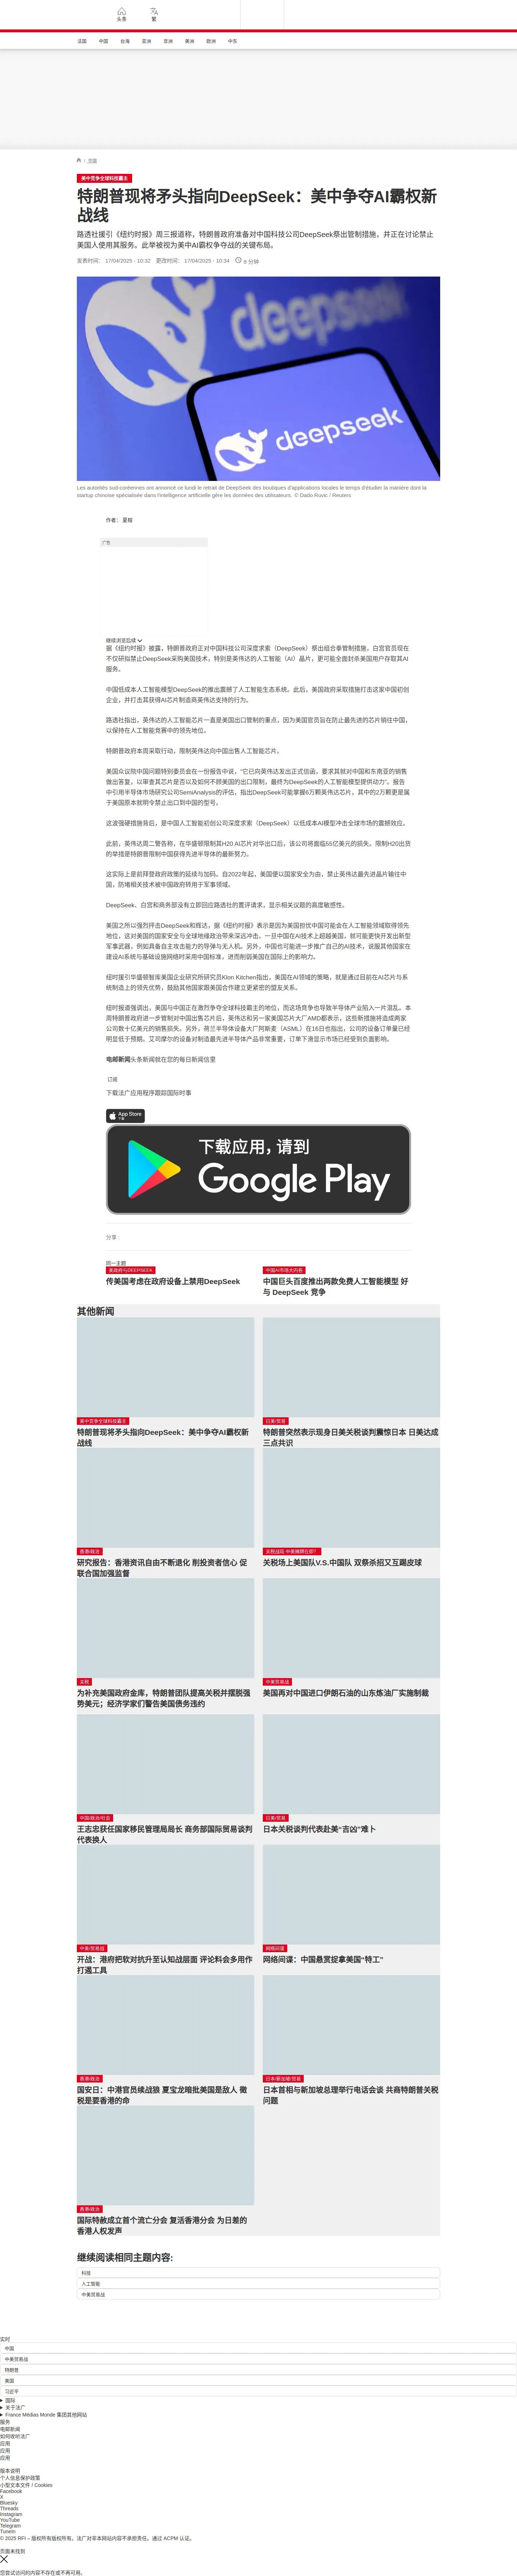 头条
繁
法国
中国
台海
亚洲
非洲
美洲
欧洲
中东
/ 中国
美中竞争全球科技霸主
特朗普现将矛头指向DeepSeek：美中争夺AI霸权新
战线
路透社援引《纽约时报》周三报道称，特朗普政府准备对中国科技公司DeepSeek祭出管制措施，并正在讨论禁止
美国人使用其服务。此举被视为美中AI霸权争夺战的关键布局。
发表时间： 17/04/2025 - 10:32 更改时间： 17/04/2025 - 10:34
分钟
deepseek
Les autorités sud-coréennes ont annoncé ce lundi le retrait de DeepSeek des boutiques d'applications locales le temps d'étudier la manière dont la
startup chinoise spécialisée dans l'intelligence artificielle gère les données des utilisateurs. © Dado Ruvic / Reuters
作者： 夏榕
广告
继续浏览后续
据《纽约时报》披露，特朗普政府正对中国科技公司深度求索（DeepSeek）祭出组合拳管制措施。白宫官员现在
不仅研拟禁止DeepSeek采购美国技术，特别是英伟达的人工智能（AI）晶片，更可能全面封杀美国用户存取其AI
服务。
中国低成本人工智能模型DeepSeek的推出震撼了人工智能生态系统。此后，美国政府采取措施打击这家中国初创
企业，并打击其获得AI芯片制造商英伟达支持的行为。
路透社指出，英伟达的人工智能芯片一直是美国出口管制的重点，因为美国官员旨在防止最先进的芯片销往中国，
以保持在人工智能竞赛中的领先地位。
特朗普政府本周采取行动，限制英伟达向中国出售人工智能芯片。
美国众议院中国问题特别委员会在一份报告中说，“它已向英伟达发出正式信函，要求其就对中国和东南亚的销售
做出答复，以审查其芯片是否以及如何不顾美国的出口限制，最终为DeepSeek的人工智能模型提供动力”。报告
中引用半导体市场研究公司SemiAnalysis的评估，指出DeepSeek可能掌握6万颗英伟达芯片，其中的2万颗更是属
于美国原本就明令禁止出口到中国的型号。
这波强硬措施背后，是中国人工智能初创公司深度求索（DeepSeek）以低成本AI模型冲击全球市场的震撼效应。
此前，英伟达周二警告称，在华盛顿限制其H20 AI芯片对华出口后，该公司将面临55亿美元的损失。限制H20出货
的举措是特朗普限制中国获得先进半导体的最新努力。
这实际上是前拜登政府政策的延续与加码。自2022年起，美国便以国家安全为由，禁止英伟达最先进晶片输往中
国，防堵相关技术被中国政府转用于军事领域。
DeepSeek、白宫和商务部没有立即回应路透社的置评请求，显示相关议题的高度敏感性。
美国之所以强烈抨击DeepSeek和辉达，据《纽约时报》表示是因为美国担忧中国可能会在人工智能领域取得领先
地位，这对美国的国家安全与全球地缘政治带来深远冲击。一旦中国在AI技术上超越美国，就可能更快开发出新型
军事武器，例如具备自主攻击能力的导弹与无人机。另外，中国也可能进一步推广自己的AI技术，说服其他国家在
建设AI系统与基础设施网络时采用中国标准，进而削弱美国在国际上的影响力。
纽时援引华盛顿智库美国企业研究所研究员Klon Kitchen指出，美国在AI领域的策略，就是通过目前在AI芯片与系
统制造上的领先优势，鼓励其他国家跟美国合作建立更紧密的盟友关系。
纽时报道强调出，美国与中国正在激烈争夺全球科技霸主的地位，而这场竞争也导致半导体产业陷入一片混乱。本
周特朗普政府进一步管制对中国出售芯片后，英伟达和另一家美国芯片大厂AMD都表示，这些新措施将造成两家
公司数十亿美元的销售损失。另外，荷兰半导体设备大厂阿斯麦（ASML）在16日也指出，公司的设备订单量已经
明显低于预期。艾司摩尔的设备对制造最先进半导体产品非常重要，订单下滑显示市场已经受到负面影响。
电邮新闻头条新闻就在您的每日新闻信里
订阅
下载法广应用程序跟踪国际时事
App Store
下载应用，请到
Google Play
分享
同一主题
美政府与DEEPSEEK
传美国考虑在政府设备上禁用DeepSeek
中国AI市场大内卷
中国巨头百度推出两款免费人工智能模型 好
与 DeepSeek 竞争
其他新闻
美中竞争全球科技霸主
特朗普现将矛头指向DeepSeek：美中争夺AI霸权新
战线
日美/贸易
特朗普突然表示现身日美关税谈判震惊日本 日美达成
三点共识
香港/政治
研究报告：香港资讯自由不断退化 削投资者信心 促
联合国加强监督
关税战局 中美摊牌在即？
关税场上美国队V.S.中国队 双祭杀招又互踢皮球
关税
为补充美国政府金库，特朗普团队提高关税并摆脱强
势美元；经济学家们警告美国债务违约
中美贸易战
美国再对中国进口伊朗石油的山东炼油厂实施制裁
中国/政治/社会
王志忠获任国家移民管理局局长 商务部国际贸易谈判
代表换人
日美/贸易
日本关税谈判代表赴美“吉凶”难卜
中美/贸易战
开战：港府把软对抗升至认知战层面 评论料会多用作
打通工具
网络间谍
网络间谍：中国悬赏捉拿美国“特工”
香港/政治
国安日：中港官员续战狼 夏宝龙暗批美国是敌人 徵
税是要香港的命
日本/新加坡/贸易
日本首相与新加坡总理举行电话会谈 共商特朗普关税
问题
香港/政治
国际特赦成立首个流亡分会 复活香港分会 为日差的
香港人权发声
继续阅读相同主题内容:
科技
人工智能
中美贸易战
实时
中国
中美贸易战
特朗普
美国
习近平
国际
关于法广
France Médias Monde 集团其他网站
服务
电邮新闻
如何收听法广
应用
应用
应用
版本说明
个人信息保护政策
小型文本文件 / Cookies
Facebook
X
Bluesky
Threads
Instagram
YouTube
Telegram
TuneIn
© 2025 RFI – 版权所有版权所有。法广对非本网站内容不承担责任。通过 ACPM 认证。
页面未找到
您尝试访问的内容不存在或不再可用。